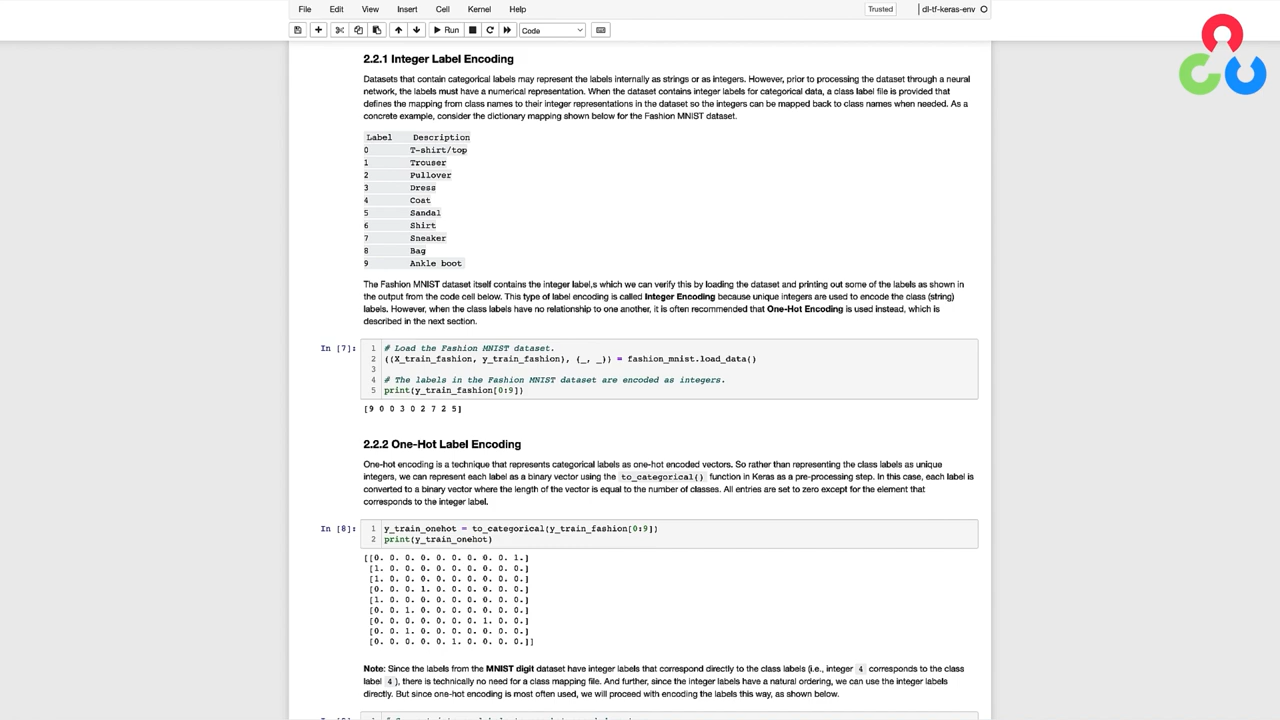 File Edit View Insert Cell Kernel Help Trusted dl-tf-keras-env
Run Code
2.2.1 Integer Label Encoding
Datasets that contain categorical labels may represent the labels internally as strings or as integers. However, prior to processing the dataset through a neural
network, the labels must have a numerical representation. When the dataset contains integer labels for categorical data, a class label file is provided that
defines the mapping from class names to their integer representations in the dataset so the integers can be mapped back to class names when needed. As a
concrete example, consider the dictionary mapping shown below for the Fashion MNIST dataset.
Label Description
0 T-shirt/top
1 Trouser
2 Pullover
3 Dress
4 Coat
5 Sandal
6 Shirt
7 Sneaker
8 Bag
9 Ankle boot
The Fashion MNIST dataset itself contains the integer label,s which we can verify this by loading the dataset and printing out some of the labels as shown in
the output from the code cell below. This type of label encoding is called Integer Encoding because unique integers are used to encode the class (string)
labels. However, when the class labels have no relationship to one another, it is often recommended that One-Hot Encoding is used instead, which is
described in the next section.
In [7]: 1 # Load the Fashion MNIST dataset.
2 ((X_train_fashion, y_train_fashion), (_, _)) = fashion_mnist.load_data()
3
4 # The labels in the Fashion MNIST dataset are encoded as integers.
5 print(y_train_fashion[0:9])
[9 0 0 3 0 2 7 2 5]
2.2.2 One-Hot Label Encoding
One-hot encoding is a technique that represents categorical labels as one-hot encoded vectors. So rather than representing the class labels as unique
integers, we can represent each label as a binary vector using the to_categorical() function in Keras as a pre-processing step. In this case, each label is
converted to a binary vector where the length of the vector is equal to the number of classes. All entries are set to zero except for the element that
corresponds to the integer label.
In [8]: 1 y_train_onehot = to_categorical(y_train_fashion[0:9])
2 print(y_train_onehot)
[[0. 0. 0. 0. 0. 0. 0. 0. 0. 1.]
[1. 0. 0. 0. 0. 0. 0. 0. 0. 0.]
[1. 0. 0. 0. 0. 0. 0. 0. 0. 0.]
[0. 0. 0. 1. 0. 0. 0. 0. 0. 0.]
[1. 0. 0. 0. 0. 0. 0. 0. 0. 0.]
[0. 0. 1. 0. 0. 0. 0. 0. 0. 0.]
[0. 0. 0. 0. 0. 0. 0. 1. 0. 0.]
[0. 0. 1. 0. 0. 0. 0. 0. 0. 0.]
[0. 0. 0. 0. 0. 1. 0. 0. 0. 0.]]
Note: Since the labels from the MNIST digit dataset have integer labels that correspond directly to the class labels (i.e., integer 4 corresponds to the class
label 4), there is technically no need for a class mapping file. And further, since the integer labels have a natural ordering, we can use the integer labels
directly. But since one-hot encoding is most often used, we will proceed with encoding the labels this way, as shown below.